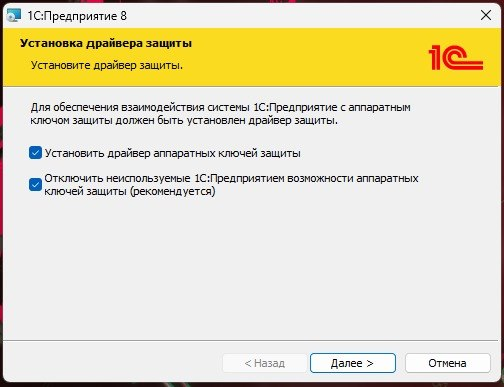 1С:Предприятие 8
Установка драйвера защиты
Установите драйвер защиты.
1С
Для обеспечения взаимодействия системы 1С:Предприятие с аппаратным
ключом защиты должен быть установлен драйвер защиты.
Установить драйвер аппаратных ключей защиты
Отключить неиспользуемые 1С:Предприятием возможности аппаратных
ключей защиты (рекомендуется)
< Назад
Далее >
Отмена